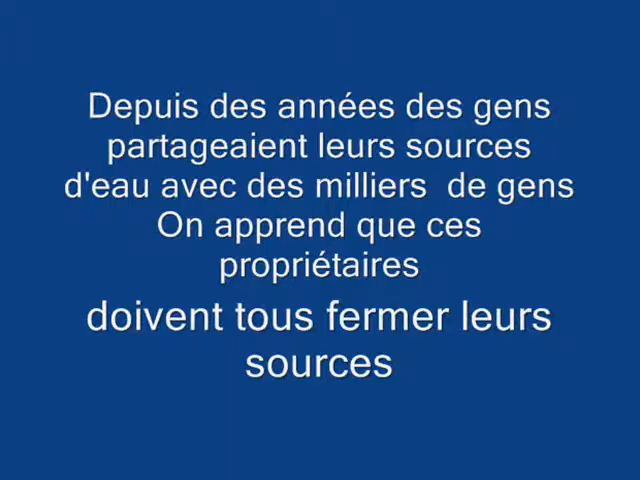 Depuis des années des gens
partageaient leurs sources
d'eau avec des milliers  de gens
On apprend que ces
propriétaires
doivent tous fermer leurs
sources